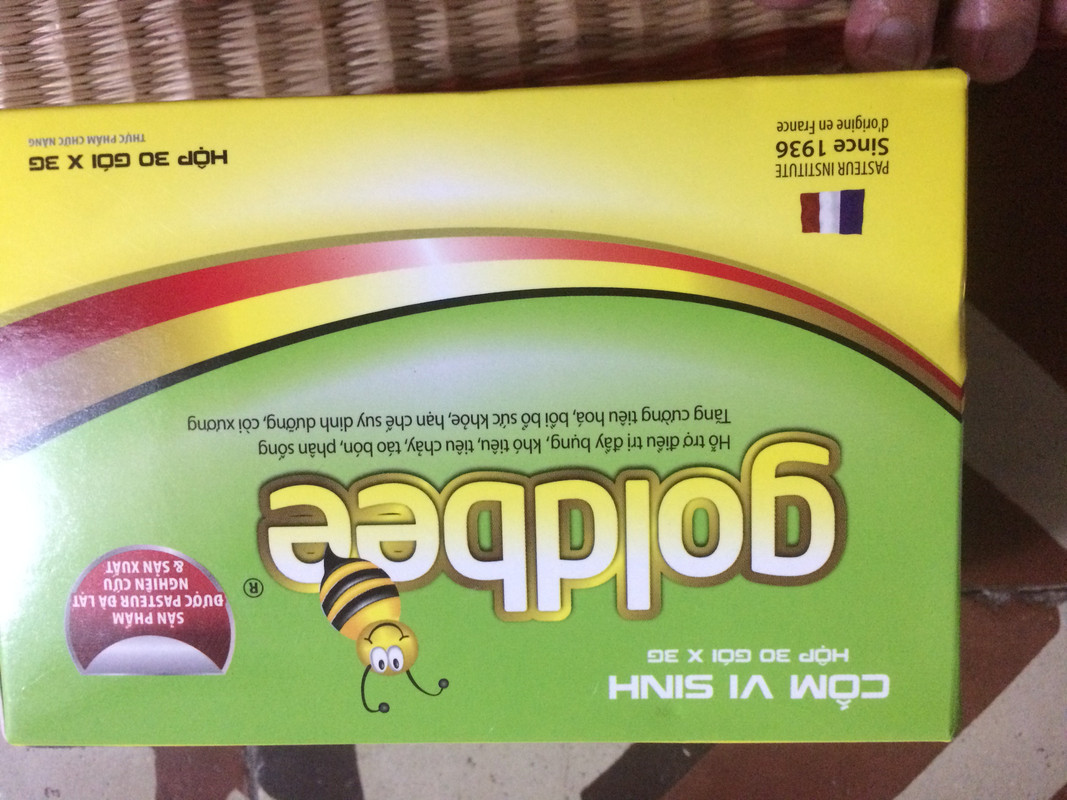 CỐM VI SINH
HỘP 30 GÓI X 3G
goldbee
®
SẢN PHẨM
ĐƯỢC PASTEUR ĐÀ LẠT
NGHIÊN CỨU
& SẢN XUẤT
Hỗ trợ điều trị đầy bụng, khó tiêu, tiêu chảy, táo bón, phân sống
Tăng cường tiêu hoá, bồi bổ sức khỏe, hạn chế suy dinh dưỡng, còi xương
PASTEUR INSTITUTE
Since 1936
d'origine en France
HỘP 30 GÓI X 3G
THỰC PHẨM CHỨC NĂNG